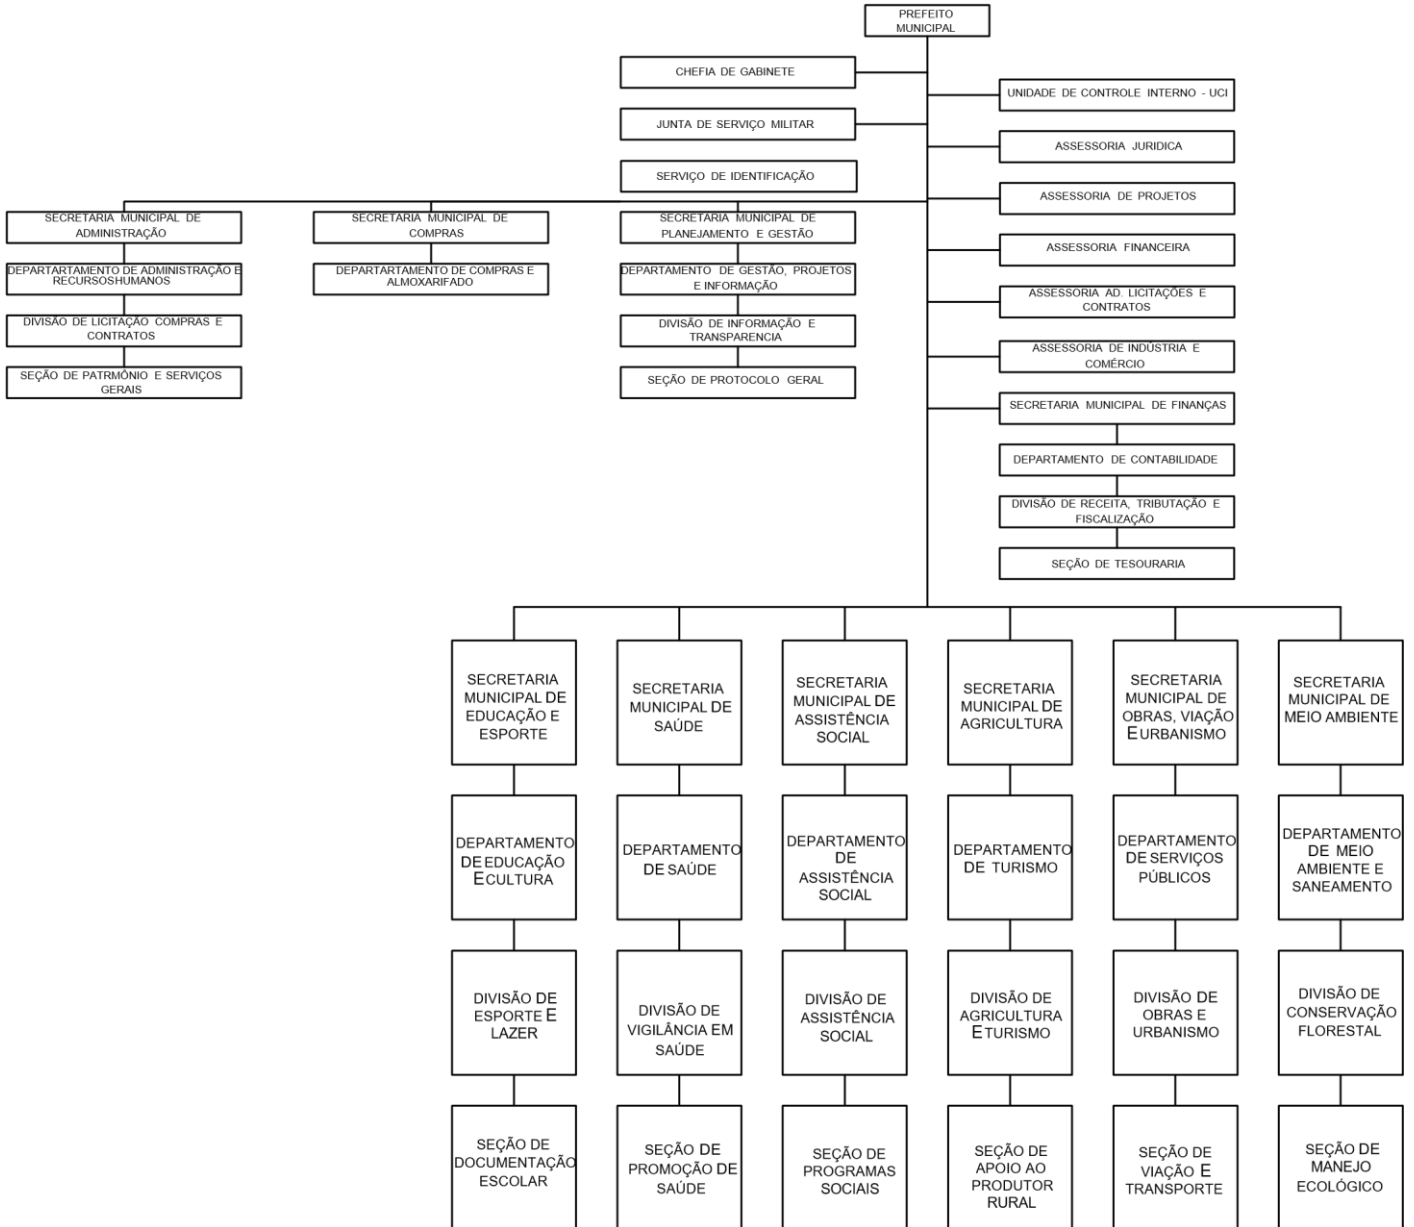 PREFEITO
MUNICIPAL
CHEFIA DE GABINETE
UNIDADE DE CONTROLE INTERNO - UCI
JUNTA DE SERVIÇO MILITAR
ASSESSORIA JURIDICA
SERVIÇO DE IDENTIFICAÇÃO
ASSESSORIA DE PROJETOS
SECRETARIA MUNICIPAL DE
ADMINISTRAÇÃO
SECRETARIA MUNICIPAL DE
COMPRAS
SECRETARIA MUNICIPAL DE
PLANEJAMENTO E GESTÃO
ASSESSORIA FINANCEIRA
DEPARTARTAMENTO DE ADMINISTRAÇÃO E
RECURSOSHUMANOS
DEPARTARTAMENTO DE COMPRAS E
ALMOXARIFADO
DEPARTAMENTO DE GESTÃO, PROJETOS
E INFORMAÇÃO
ASSESSORIA AD. LICITAÇÕES E
CONTRATOS
DIVISÃO DE LICITAÇÃO COMPRAS E
CONTRATOS
DIVISÃO DE INFORMAÇÃO E
TRANSPARENCIA
ASSESSORIA DE INDÚSTRIA E
COMÉRCIO
SEÇÃO DE PATRMÔNIO E SERVIÇOS
GERAIS
SEÇÃO DE PROTOCOLO GERAL
SECRETARIA MUNICIPAL DE FINANÇAS
DEPARTAMENTO DE CONTABILIDADE
DIVISÃO DE RECEITA, TRIBUTAÇÃO E
FISCALIZAÇÃO
SEÇÃO DE TESOURARIA
SECRETARIA
MUNICIPAL DE
EDUCAÇÃO E
ESPORTE
SECRETARIA
MUNICIPAL DE
SAÚDE
SECRETARIA
MUNICIPAL DE
ASSISTÊNCIA
SOCIAL
SECRETARIA
MUNICIPAL DE
AGRICULTURA
SECRETARIA
MUNICIPAL DE
OBRAS, VIAÇÃO
E URBANISMO
SECRETARIA
MUNICIPAL DE
MEIO AMBIENTE
DEPARTAMENTO
DE EDUCAÇÃO
E CULTURA
DEPARTAMENTO
DE SAÚDE
DEPARTAMENTO
DE
ASSISTÊNCIA
SOCIAL
DEPARTAMENTO
DE TURISMO
DEPARTAMENTO
DE SERVIÇOS
PÚBLICOS
DEPARTAMENTO
DE MEIO
AMBIENTE E
SANEAMENTO
DIVISÃO DE
ESPORTE E
LAZER
DIVISÃO DE
VIGILÂNCIA EM
SAÚDE
DIVISÃO DE
ASSISTÊNCIA
SOCIAL
DIVISÃO DE
AGRICULTURA
E TURISMO
DIVISÃO DE
OBRAS E
URBANISMO
DIVISÃO DE
CONSERVAÇÃO
FLORESTAL
SEÇÃO DE
DOCUMENTAÇÃO
ESCOLAR
SEÇÃO DE
PROMOÇÃO DE
SAÚDE
SEÇÃO DE
PROGRAMAS
SOCIAIS
SEÇÃO DE
APOIO AO
PRODUTOR
RURAL
SEÇÃO DE
VIAÇÃO E
TRANSPORTE
SEÇÃO DE
MANEJO
ECOLÓGICO